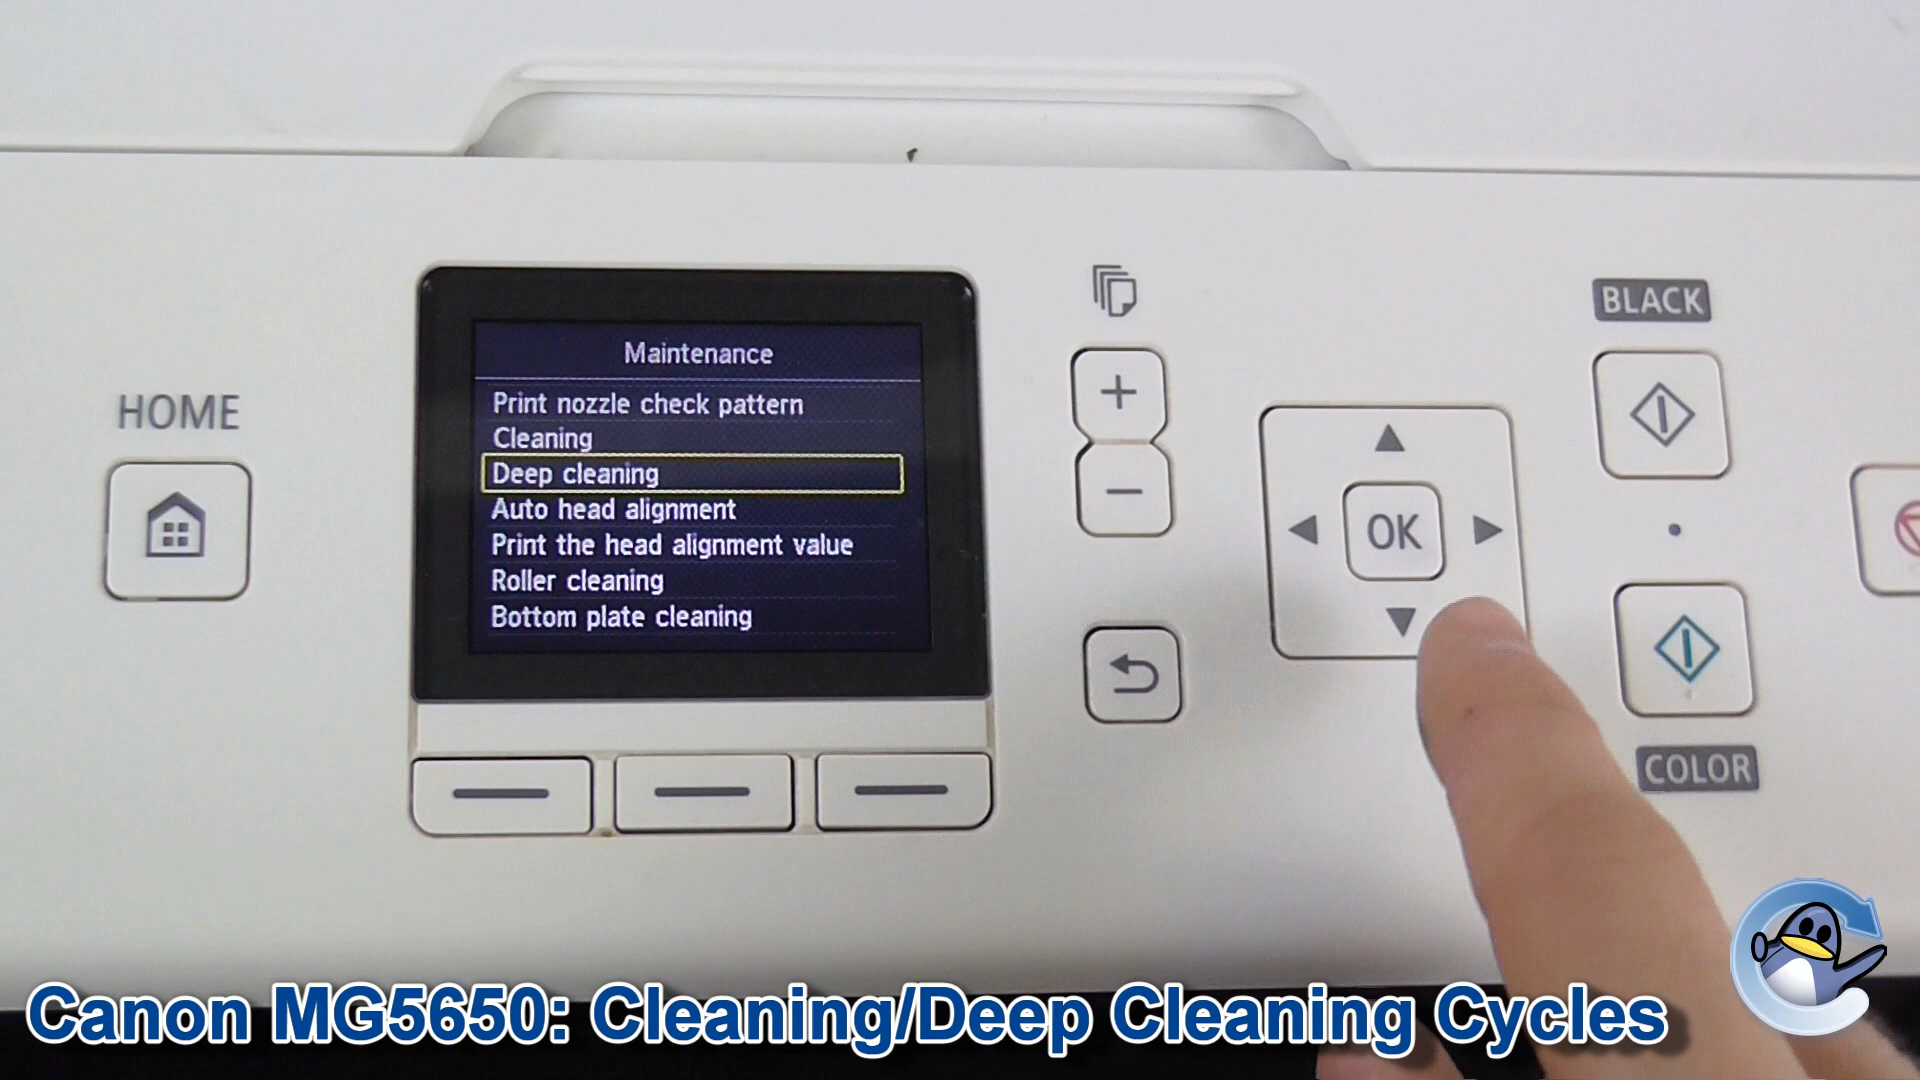 Maintenance
Print nozzle check pattern
Cleaning
Deep cleaning
Auto head alignment
Print the head alignment value
Roller cleaning
Bottom plate cleaning
HOME
OK
BLACK
COLOR
Canon MG5650: Cleaning/Deep Cleaning Cycles